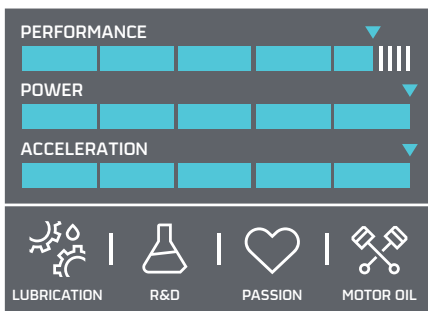 PERFORMANCE
POWER
ACCELERATION
LUBRICATION R&D PASSION MOTOR OIL